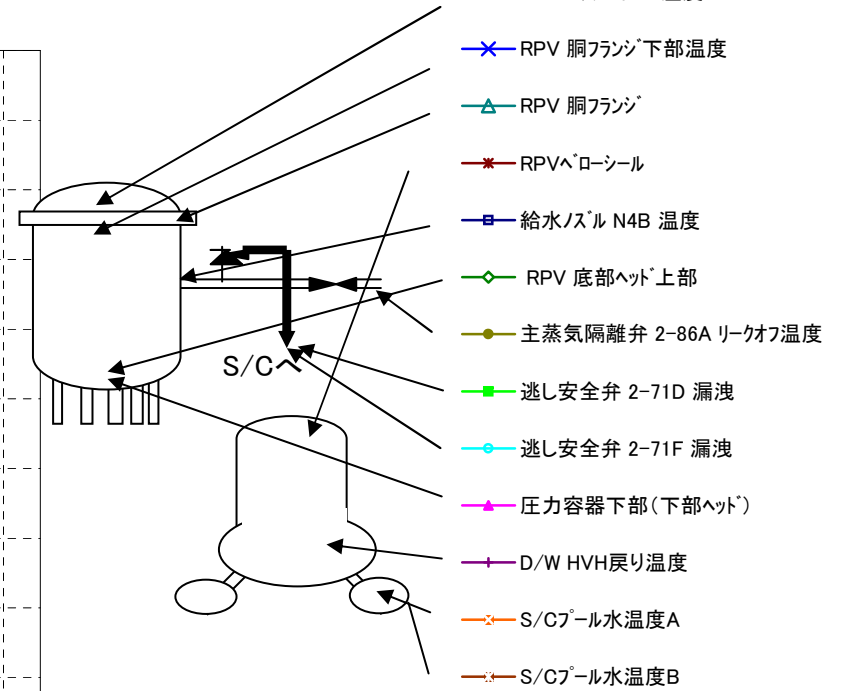 温度
RPV 胴フランジ下部温度
RPV 胴フランジ
RPVベローシール
給水ノズル N4B 温度
RPV 底部ヘッド上部
主蒸気隔離弁 2-86A リークオフ温度
S/Cへ
逃し安全弁 2-71D 漏洩
逃し安全弁 2-71F 漏洩
圧力容器下部(下部ヘッド)
D/W HVH戻り温度
S/Cプール水温度A
S/Cプール水温度B